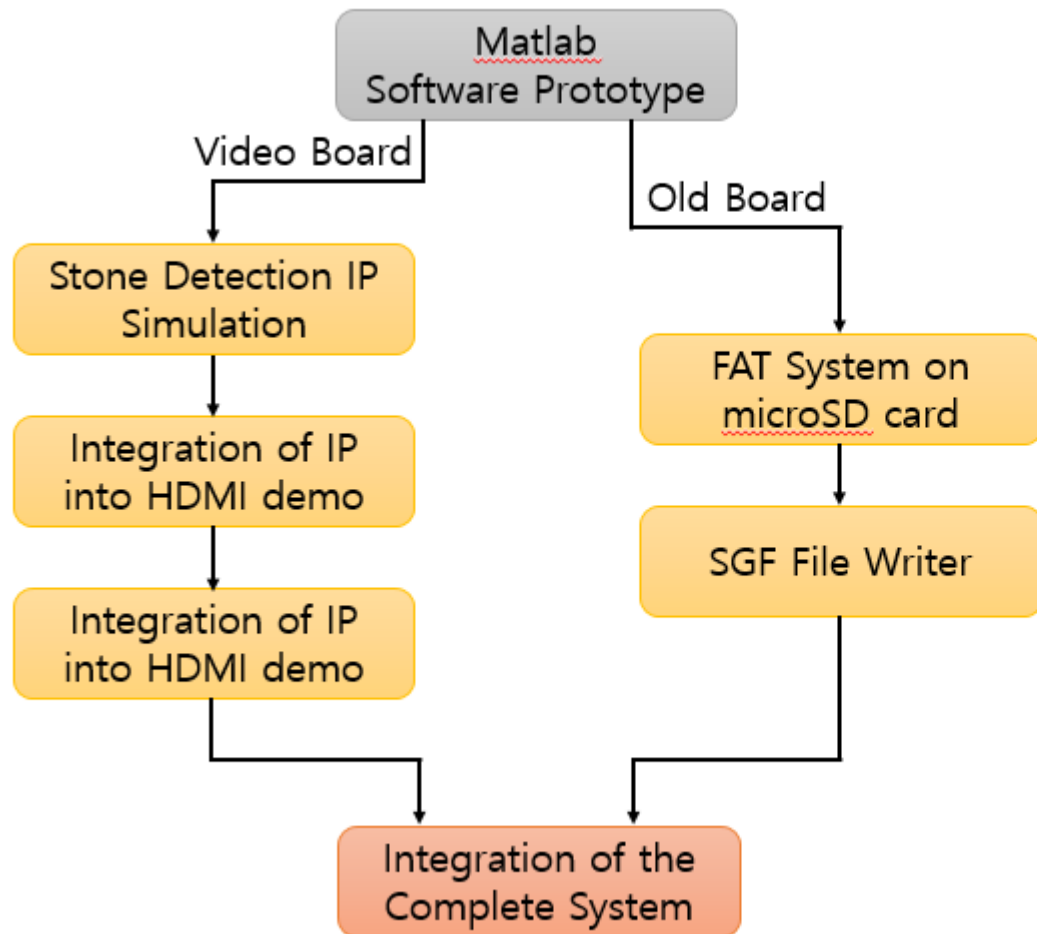 Matlab
Software Prototype
Video Board
Old Board
Stone Detection IP
Simulation
FAT System on
microSD card
Integration of IP
into HDMI demo
SGF File Writer
Integration of IP
into HDMI demo
Integration of the
Complete System